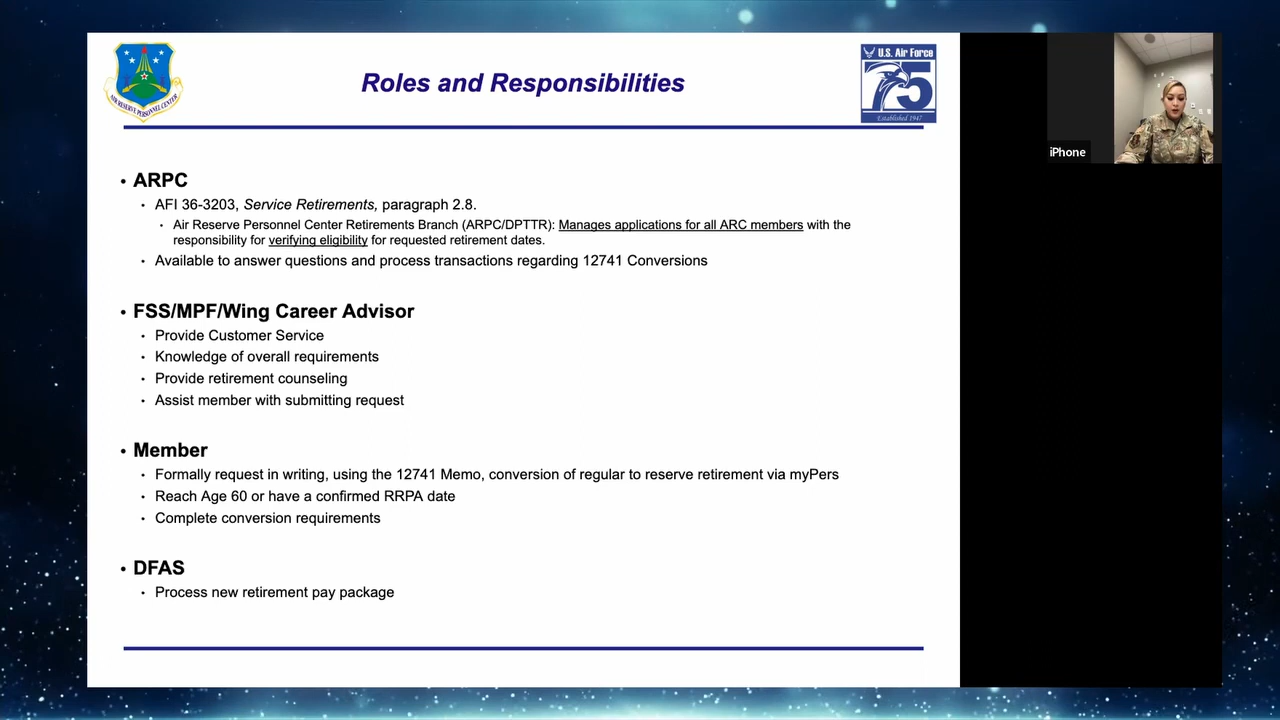 AIR RESERVE PERSONNEL CENTER
Roles and Responsibilities
U.S. Air Force
75
Established 1947
iPhone
• ARPC
• AFI 36-3203, Service Retirements, paragraph 2.8.
• Air Reserve Personnel Center Retirements Branch (ARPC/DPTTR): Manages applications for all ARC members with the
responsibility for verifying eligibility for requested retirement dates.
• Available to answer questions and process transactions regarding 12741 Conversions
• FSS/MPF/Wing Career Advisor
• Provide Customer Service
• Knowledge of overall requirements
• Provide retirement counseling
• Assist member with submitting request
• Member
• Formally request in writing, using the 12741 Memo, conversion of regular to reserve retirement via myPers
• Reach Age 60 or have a confirmed RRPA date
• Complete conversion requirements
• DFAS
• Process new retirement pay package